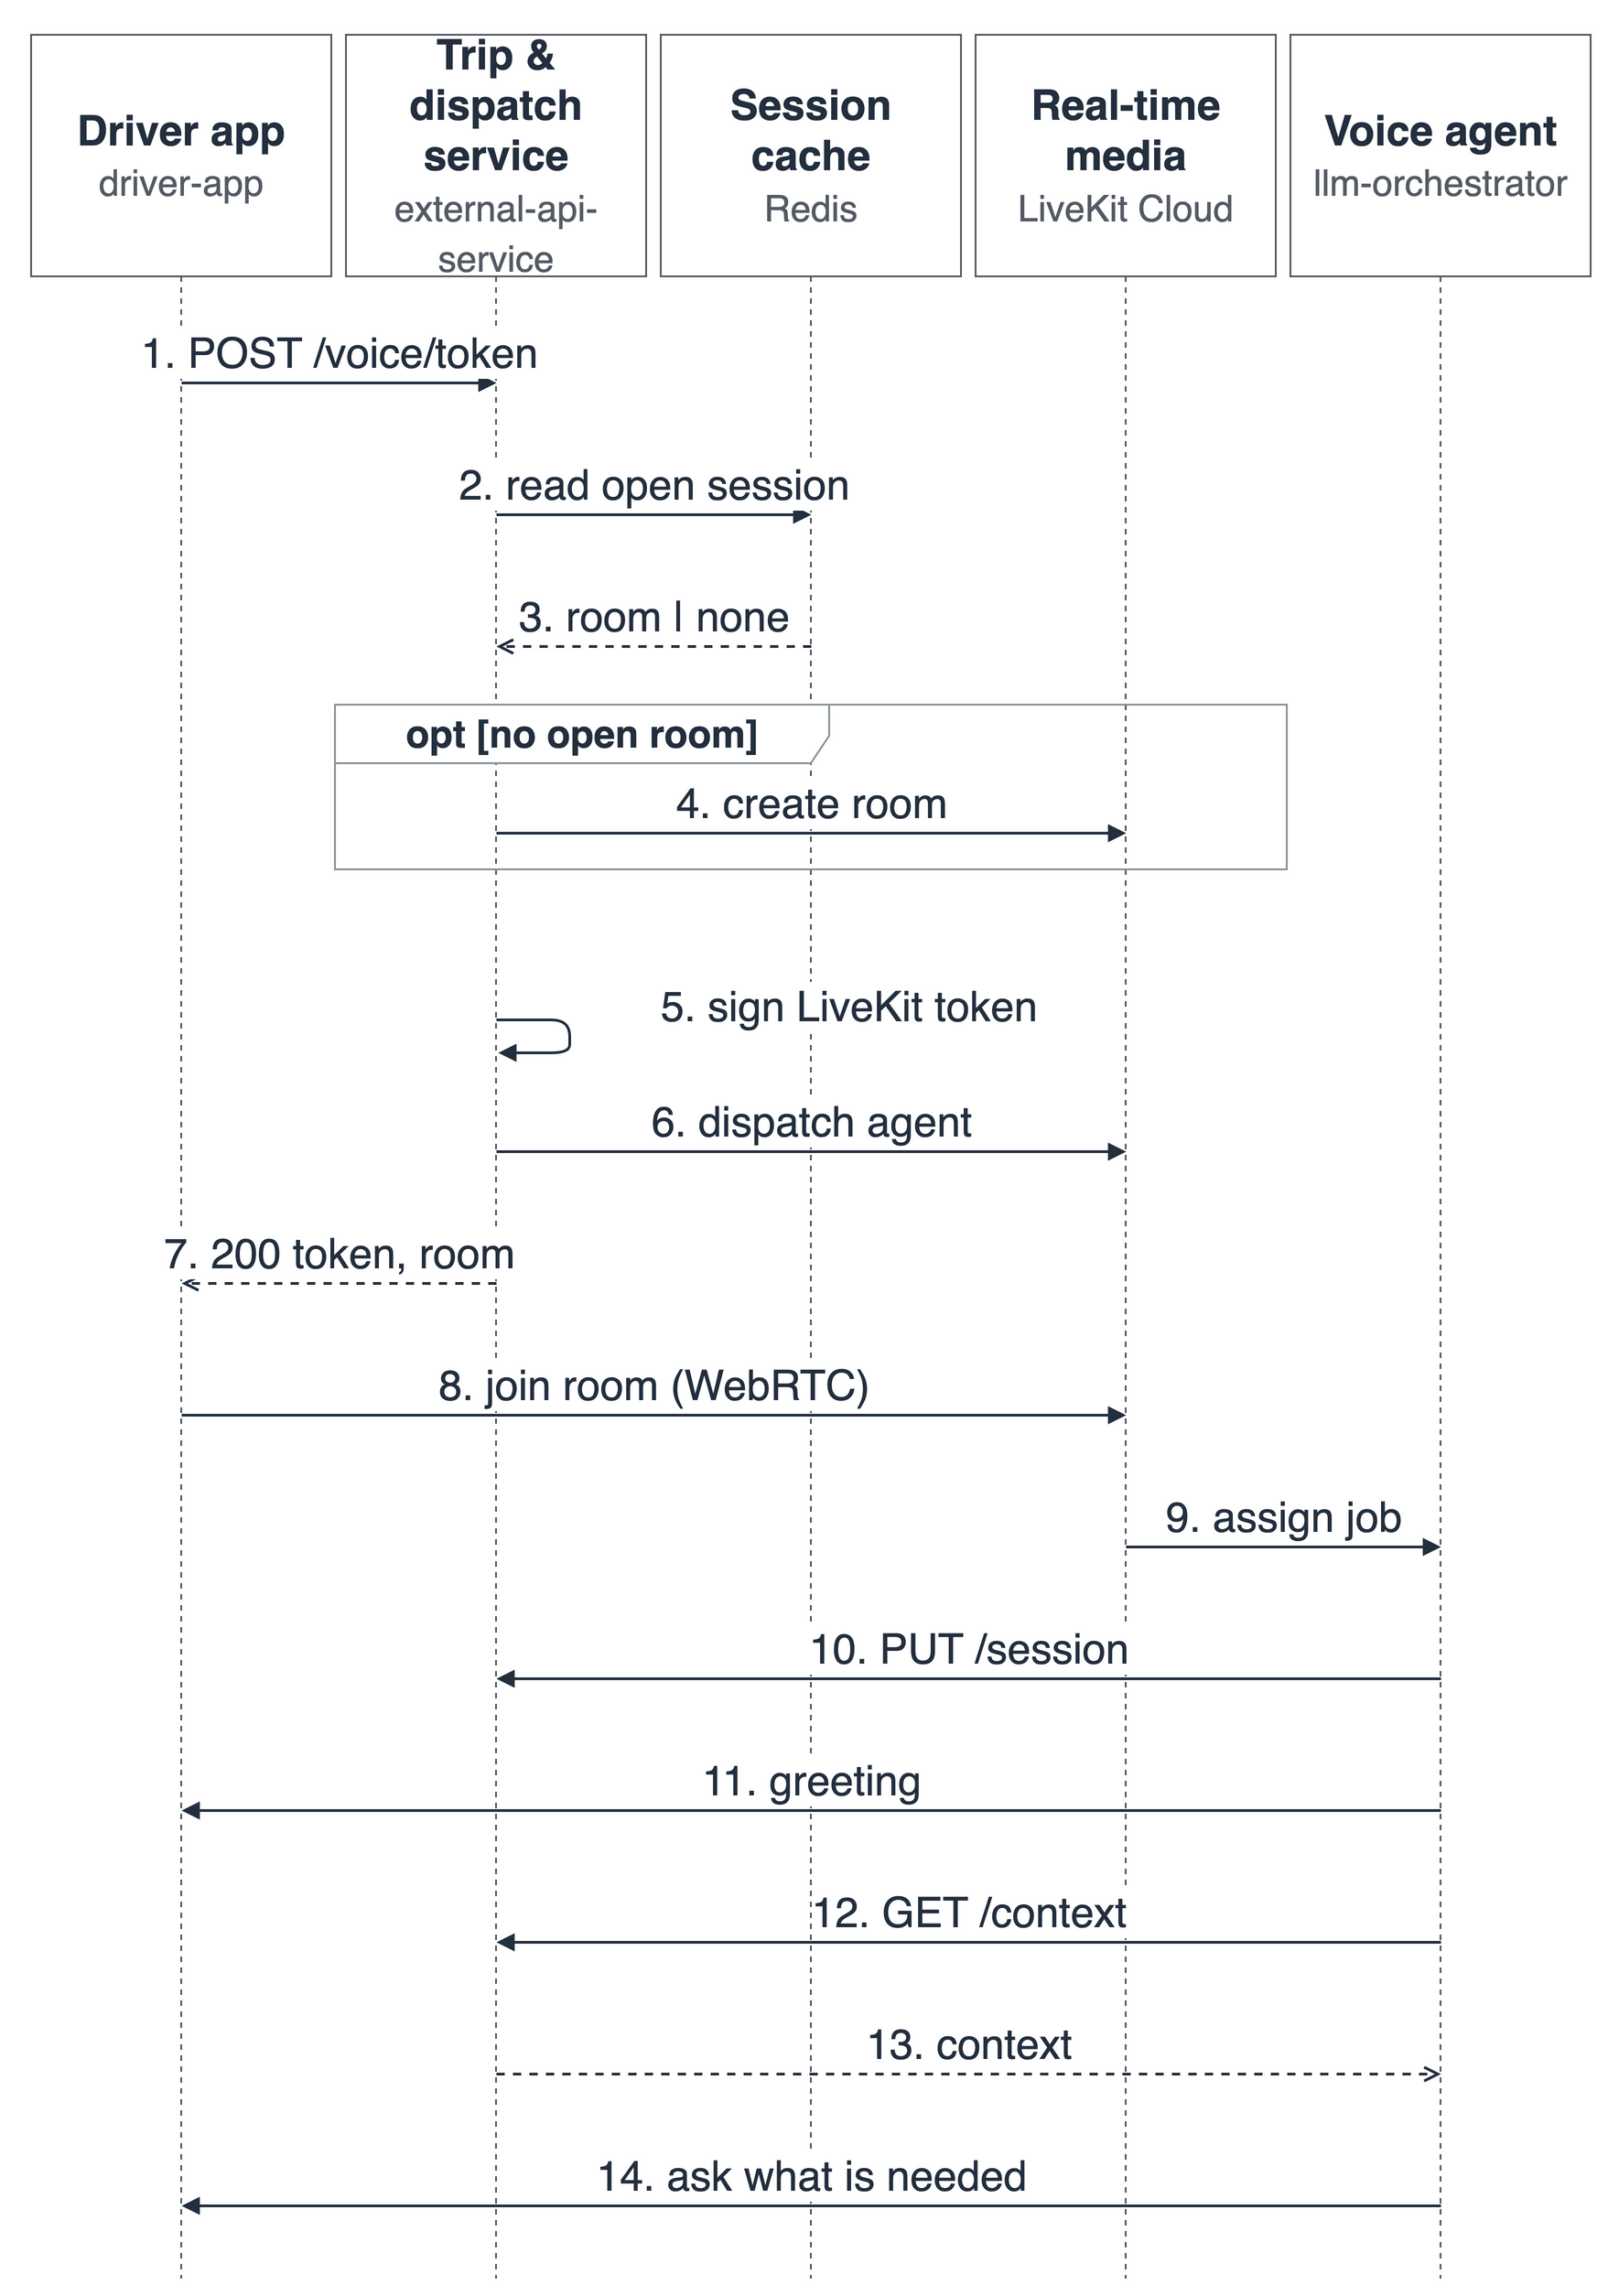 Driver app
driver-app
Trip &
dispatch
service
external-api-
service
Session
cache
Redis
Real-time
media
LiveKit Cloud
Voice agent
llm-orchestrator
1. POST /voice/token
2. read open session
3. room | none
opt [no open room]
4. create room
5. sign LiveKit token
6. dispatch agent
7. 200 token, room
8. join room (WebRTC)
9. assign job
10. PUT /session
11. greeting
12. GET /context
13. context
14. ask what is needed